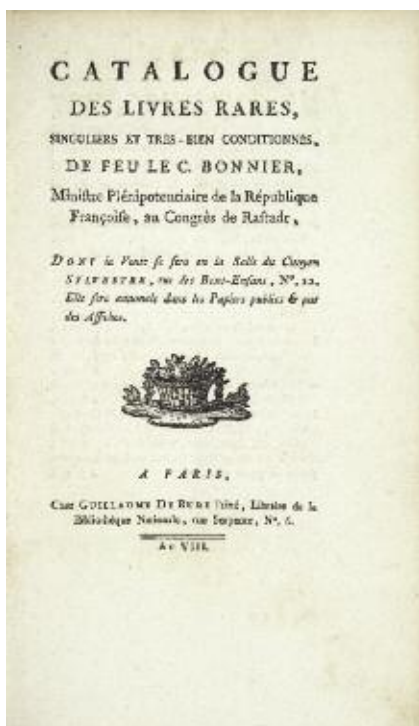 CATALOGUE
DES LIVRES RARES,
SINGULIERS ET TRES-BIEN CONDITIONNÉS,
DE FEU LE C. BONNIER,
Ministre Plénipotentiaire de la République
Françoise, au Congrès de Rastadt,
DONT la Vente se fera en la Salle du Citoyen
SYLVESTRE, rue des Bons-Enfans, N°. 12.
Elle sera annoncée dans les Papiers publics & par
des Affiches.
A PARIS,
Chez GUILLAUME DE BURE l'aîné, Libraire de la
Bibliothèque Nationale, rue Serpente, N°. 6.
AN VIII.